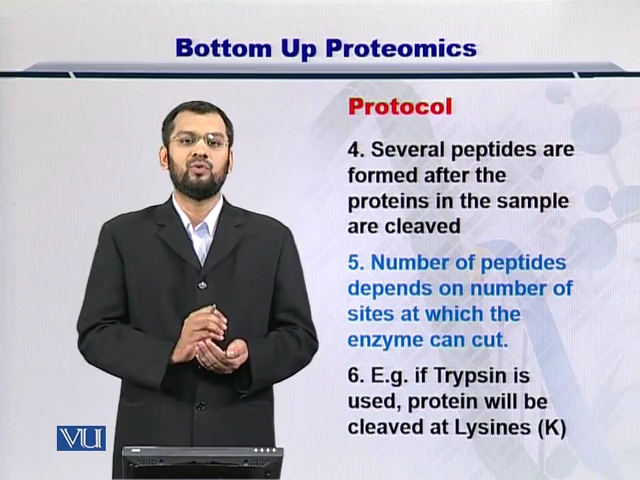 Bottom Up Proteomics
Protocol
4. Several peptides are
formed after the
proteins in the sample
are cleaved
5. Number of peptides
depends on number of
sites at which the
enzyme can cut.
6. E.g. if Trypsin is
used, protein will be
cleaved at Lysines (K)
VU